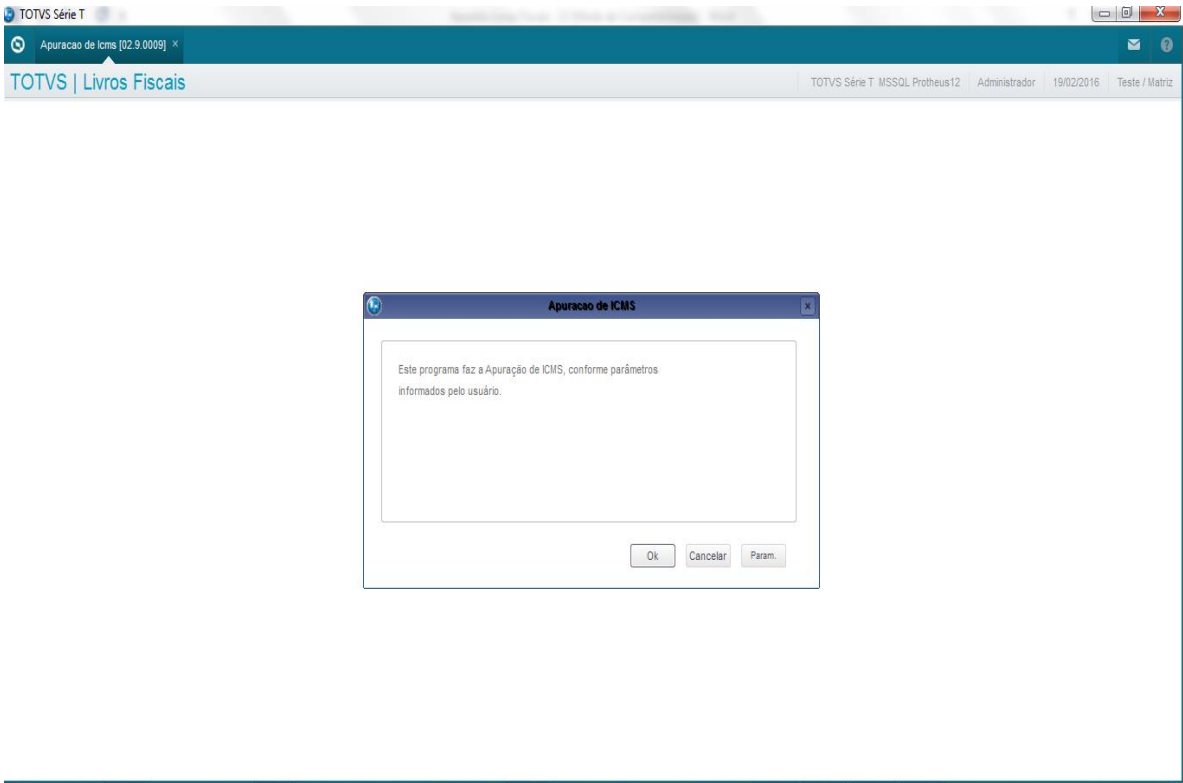 TOTVS Série T
Apuracao de Icms [02.9.0009] ×
TOTVS | Livros Fiscais
TOTVS Série T MSSQL Protheus12 Administrador 19/02/2016 Teste / Matriz
Apuracao de ICMS
Este programa faz a Apuração de ICMS, conforme parâmetros
informados pelo usuário.
Ok Cancelar Param.